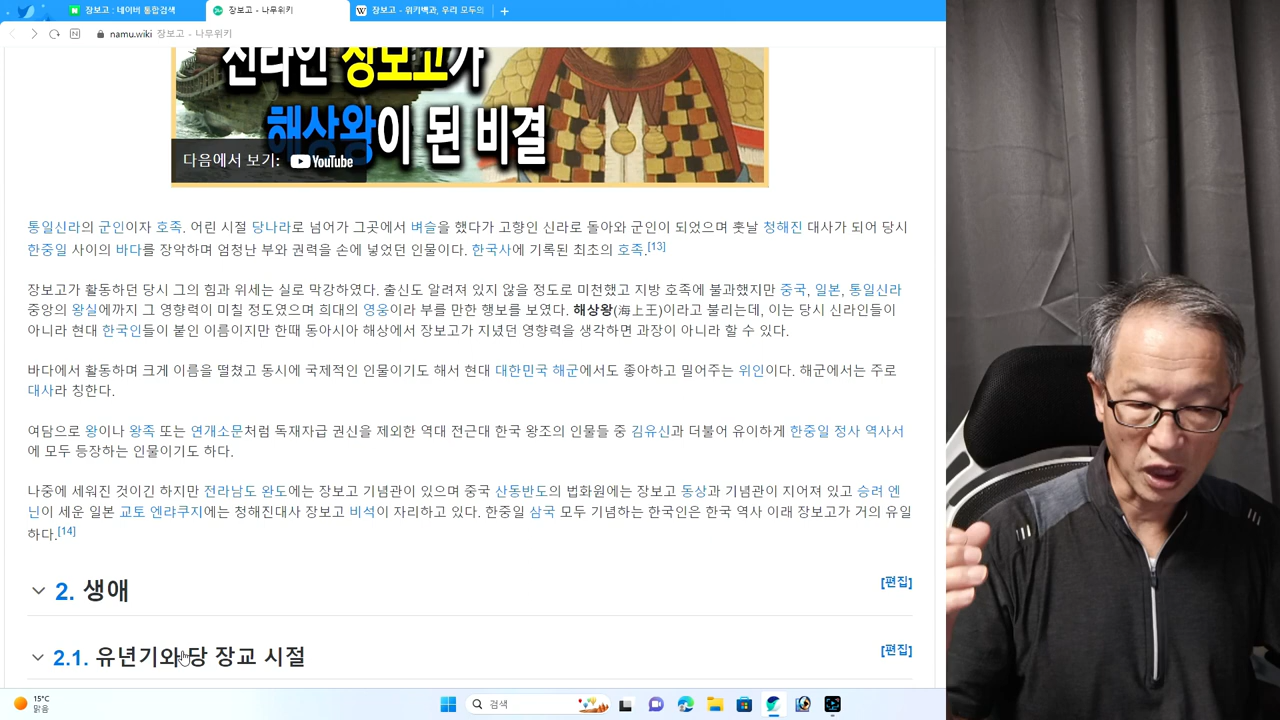 장보고 : 네이버 통합검색
장보고 - 나무위키
W 장보고 - 위키백과, 우리 모두의
namu.wiki 장보고 - 나무위키
신라인 장보고가
해상왕이 된 비결
다음에서 보기: YouTube
통일신라의 군인이자 호족. 어린 시절 당나라로 넘어가 그곳에서 벼슬을 했다가 고향인 신라로 돌아와 군인이 되었으며 훗날 청해진 대사가 되어 당시
한중일 사이의 바다를 장악하며 엄청난 부와 권력을 손에 넣었던 인물이다. 한국사에 기록된 최초의 호족.[13]
장보고가 활동하던 당시 그의 힘과 위세는 실로 막강하였다. 출신도 알려져 있지 않을 정도로 미천했고 지방 호족에 불과했지만 중국, 일본, 통일신라
중앙의 왕실에까지 그 영향력이 미칠 정도였으며 희대의 영웅이라 부를 만한 행보를 보였다. 해상왕(海上王)이라고 불리는데, 이는 당시 신라인들이
아니라 현대 한국인들이 붙인 이름이지만 한때 동아시아 해상에서 장보고가 지녔던 영향력을 생각하면 과장이 아니라 할 수 있다.
바다에서 활동하며 크게 이름을 떨쳤고 동시에 국제적인 인물이기도 해서 현대 대한민국 해군에서도 좋아하고 밀어주는 위인이다. 해군에서는 주로
대사라 칭한다.
여담으로 왕이나 왕족 또는 연개소문처럼 독재자급 권신을 제외한 역대 전근대 한국 왕조의 인물들 중 김유신과 더불어 유이하게 한중일 정사 역사서
에 모두 등장하는 인물이기도 하다.
나중에 세워진 것이긴 하지만 전라남도 완도에는 장보고 기념관이 있으며 중국 산동반도의 법화원에는 장보고 동상과 기념관이 지어져 있고 승려 엔
닌이 세운 일본 교토 엔랴쿠지에는 청해진대사 장보고 비석이 자리하고 있다. 한중일 삼국 모두 기념하는 한국인은 한국 역사 이래 장보고가 거의 유일
하다.[14]
2. 생애 [편집]
2.1. 유년기와 당 장교 시절 [편집]
15°C
맑음
검색